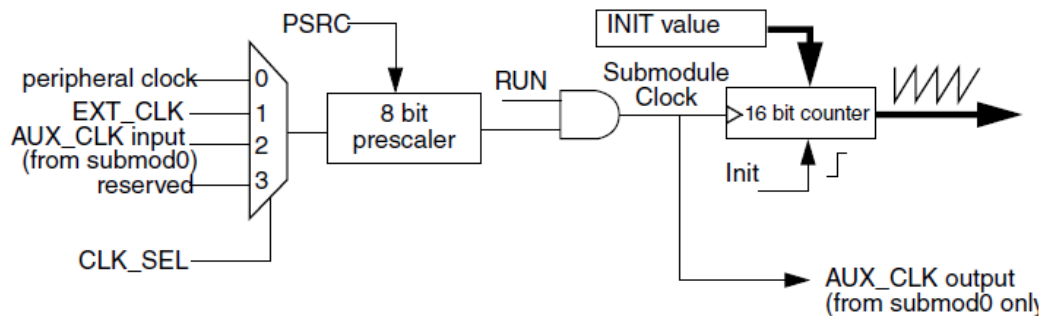 PSRC
INIT value
peripheral clock
0
EXT_CLK
1
AUX_CLK input
2
(from submod0)
reserved
3
8 bit
prescaler
RUN
Submodule
Clock
16 bit counter
Init
CLK_SEL
AUX_CLK output
(from submod0 only